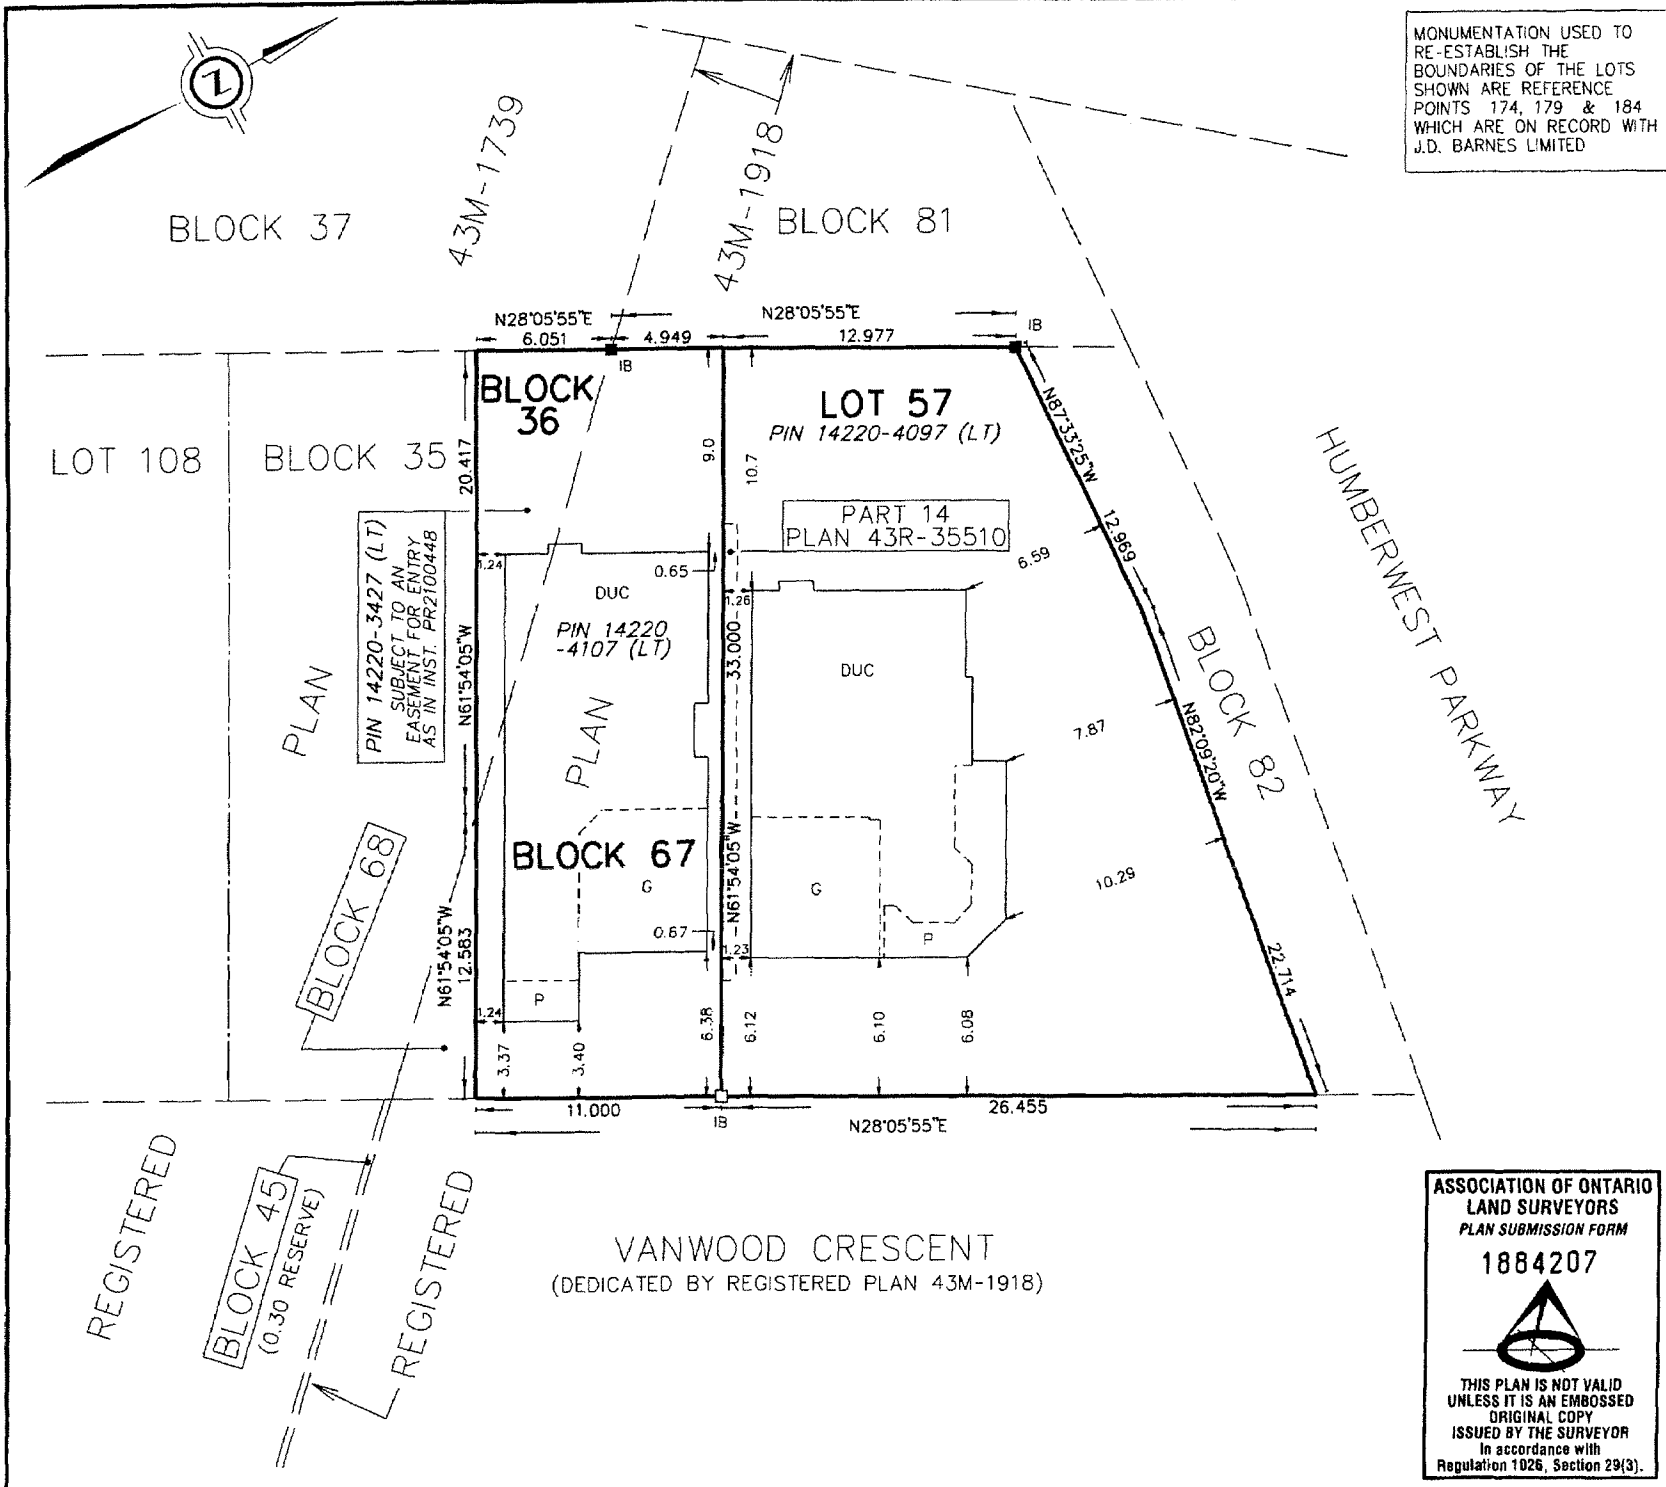 MONUMENTATION USED TO
RE-ESTABLISH THE
BOUNDARIES OF THE LOTS
SHOWN ARE REFERENCE
POINTS 174, 179 & 184
WHICH ARE ON RECORD WITH
J.D. BARNES LIMITED
N
BLOCK 37
43M-1739
43M-1918
BLOCK 81
N28°05'55"E
6.051
4.949
N28°05'55"E
12.977
IB
IB
BLOCK
36
LOT 57
PIN 14220-4097 (LT)
LOT 108
BLOCK 35
20.417
9.0
10.7
N87°33'25"W
12.969
HUMBERWEST PARKWAY
PART 14
PLAN 43R-35510
PIN 14220-3427 (LT)
SUBJECT TO AN
EASEMENT FOR ENTRY
AS IN INST. PR2100448
1.24
0.65
1.26
6.59
DUC
PIN 14220
-4107 (LT)
33.000
DUC
N61°54'05"W
PLAN
PLAN
7.87
BLOCK 82
N82°09'20"W
BLOCK 67
G
G
N61°54'05"W
10.29
BLOCK 68
0.67
1.23
P
N61°54'05"W
12.583
22.714
1.24
P
3.37
3.40
6.38
6.12
6.10
6.08
11.000
IB
26.455
N28°05'55"E
REGISTERED
BLOCK 45
(0.30 RESERVE)
REGISTERED
VANWOOD CRESCENT
(DEDICATED BY REGISTERED PLAN 43M-1918)
ASSOCIATION OF ONTARIO
LAND SURVEYORS
PLAN SUBMISSION FORM
1884207
THIS PLAN IS NOT VALID
UNLESS IT IS AN EMBOSSED
ORIGINAL COPY
ISSUED BY THE SURVEYOR
In accordance with
Regulation 1026, Section 29(3).